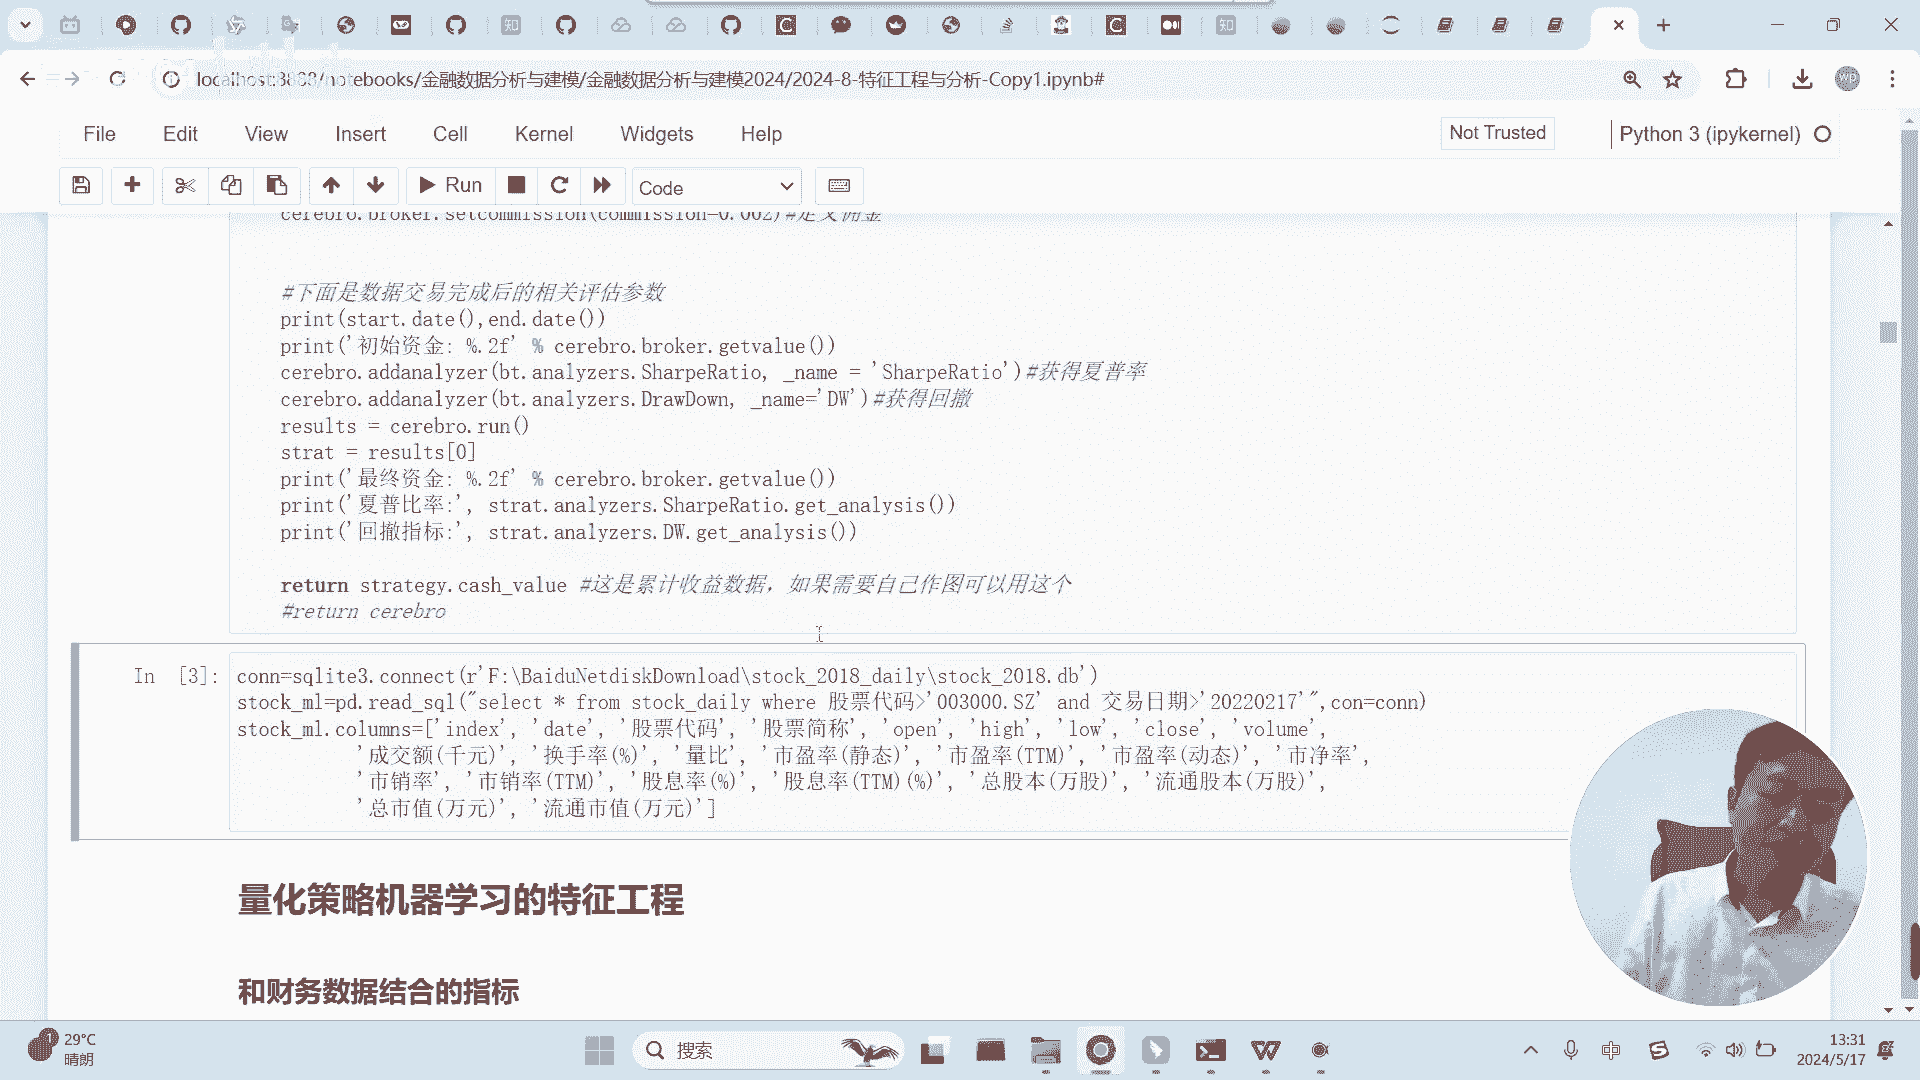 localhost:8888/notebooks/金融数据分析与建模/金融数据分析与建模2024/2024-8-特征工程与分析-Copy1.ipynb#
wp
File Edit View Insert Cell Kernel Widgets Help
Not Trusted
Python 3 (ipykernel)
Run
Code
cerebro.broker.setcommission(commission=0.002)#定义佣金
#下面是数据交易完成后的相关评估参数
print(start.date(),end.date())
print('初始资金: %.2f' % cerebro.broker.getvalue())
cerebro.addanalyzer(bt.analyzers.SharpeRatio, _name = 'SharpeRatio')#获得夏普率
cerebro.addanalyzer(bt.analyzers.DrawDown, _name='DW')#获得回撤
results = cerebro.run()
strat = results[0]
print('最终资金: %.2f' % cerebro.broker.getvalue())
print('夏普比率:', strat.analyzers.SharpeRatio.get_analysis())
print('回撤指标:', strat.analyzers.DW.get_analysis())
return strategy.cash_value #这是累计收益数据，如果需要自己作图可以用这个
#return cerebro
In [3]:
conn=sqlite3.connect(r'F:\BaiduNetdiskDownload\stock_2018_daily\stock_2018.db')
stock_ml=pd.read_sql("select * from stock_daily where 股票代码>'003000.SZ' and 交易日期>'20220217'",con=conn)
stock_ml.columns=['index', 'date', '股票代码', '股票简称', 'open', 'high', 'low', 'close', 'volume',
'成交额(千元)', '换手率(%)', '量比', '市盈率(静态)', '市盈率(TTM)', '市盈率(动态)', '市净率',
'市销率', '市销率(TTM)', '股息率(%)', '股息率(TTM)(%)', '总股本(万股)', '流通股本(万股)',
'总市值(万元)', '流通市值(万元)']
量化策略机器学习的特征工程
和财务数据结合的指标
29°C
晴朗
搜索
中
13:31
2024/5/17